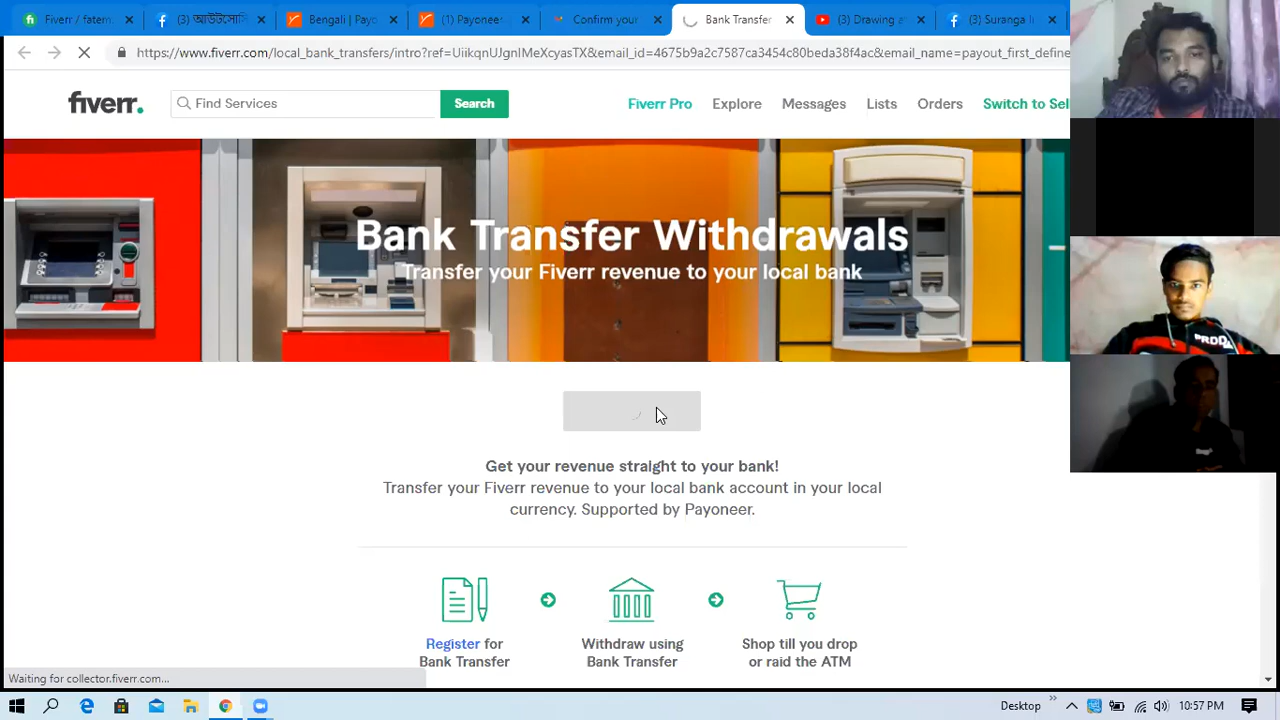 Fiverr / fatem
(3) আউটসোসি
Bengali | Payo
(1) Payonee
Confirm your
Bank Transfer
(3) Drawing a
(3) Suranga li
https://www.fiverr.com/local_bank_transfers/intro?ref=UiikqnUJgnIMeXcyasTX&email_id=4675b9a2c7587ca3454c80beda38f4ac&email_name=payout_first_define
fiverr.
Find Services
Search
Fiverr Pro
Explore
Messages
Lists
Orders
Switch to Sel
Bank Transfer Withdrawals
Transfer your Fiverr revenue to your local bank
Get your revenue straight to your bank!
Transfer your Fiverr revenue to your local bank account in your local
currency. Supported by Payoneer.
Register for
Bank Transfer
Withdraw using
Bank Transfer
Shop till you drop
or raid the ATM
Waiting for collector.fiverr.com...
Desktop
10:57 PM